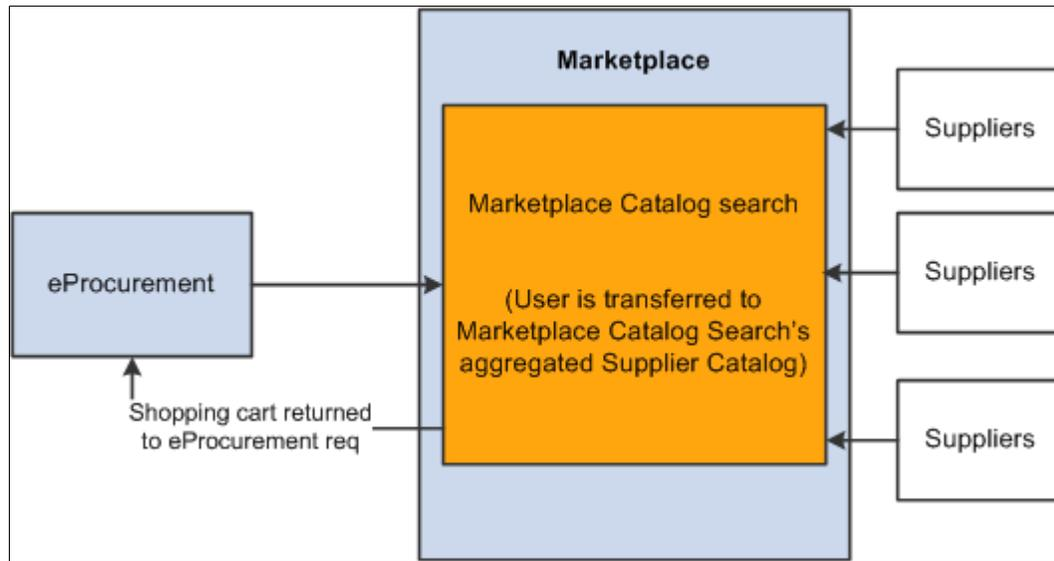 Marketplace
Suppliers
Marketplace Catalog search
eProcurement
Suppliers
(User is transferred to
Marketplace Catalog Search's
aggregated Supplier Catalog)
Shopping cart returned
to eProcurement req
Suppliers